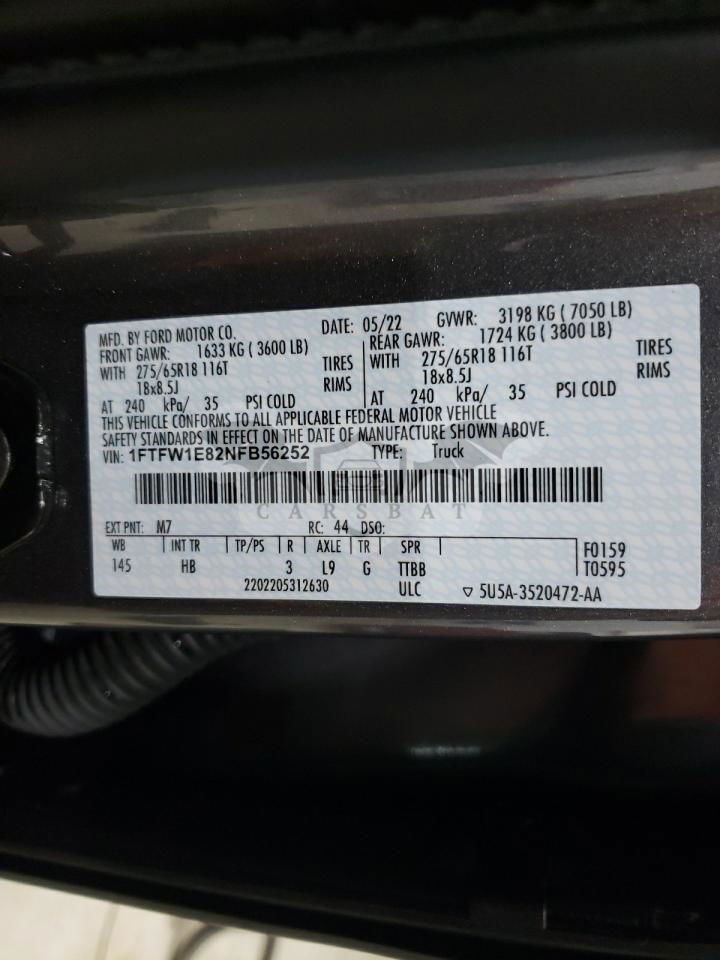 MFD. BY FORD MOTOR CO. DATE: 05/22 GVWR: 3198 KG ( 7050 LB)
FRONT GAWR: 1633 KG ( 3600 LB) REAR GAWR: 1724 KG ( 3800 LB)
WITH 275/65R18 116T TIRES WITH 275/65R18 116T TIRES
18x8.5J RIMS 18x8.5J RIMS
AT 240 kPa/ 35 PSI COLD AT 240 kPa/ 35 PSI COLD
THIS VEHICLE CONFORMS TO ALL APPLICABLE FEDERAL MOTOR VEHICLE
SAFETY STANDARDS IN EFFECT ON THE DATE OF MANUFACTURE SHOWN ABOVE.
VIN: 1FTFW1E82NFB56252 TYPE: Truck
CARSBAT
EXT PNT: M7 RC: 44 DSO:
WB INT TR TP/PS R AXLE TR SPR F0159
145 HB 3 L9 G TTBB T0595
2202205312630 ULC ▽ 5U5A-3520472-AA